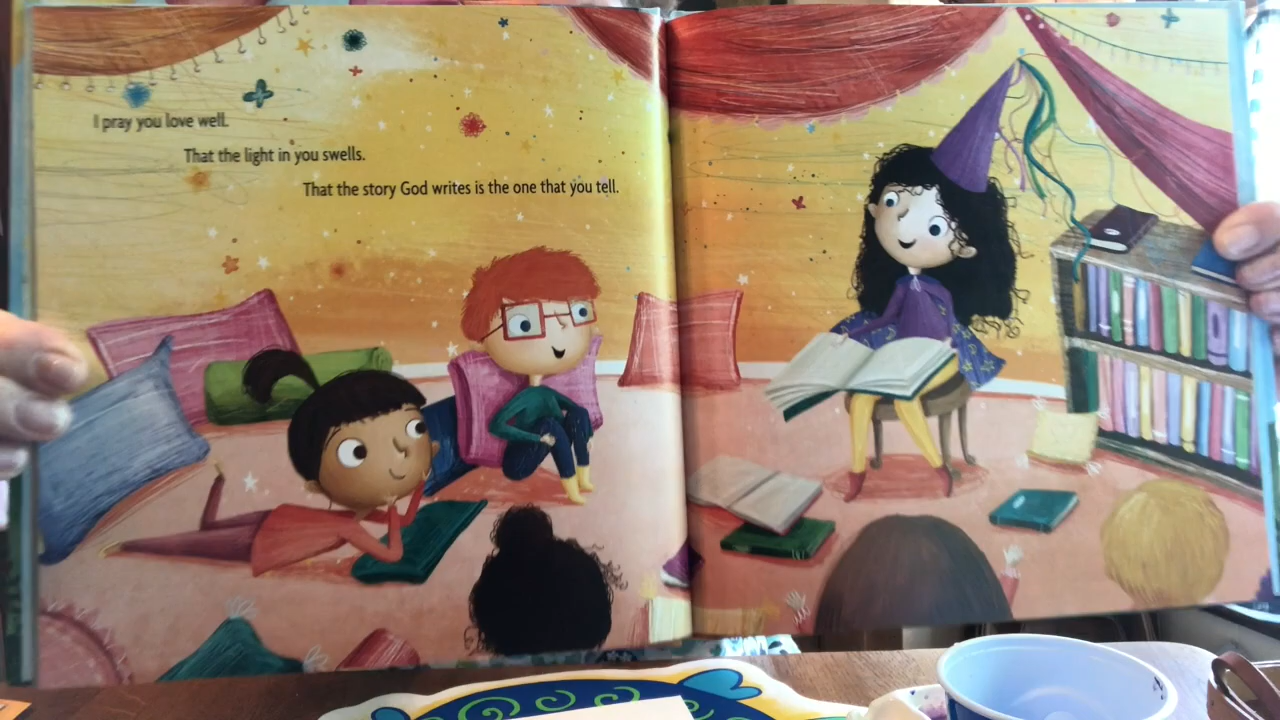 I pray you love well.
That the light in you swells.
That the story God writes is the one that you tell.